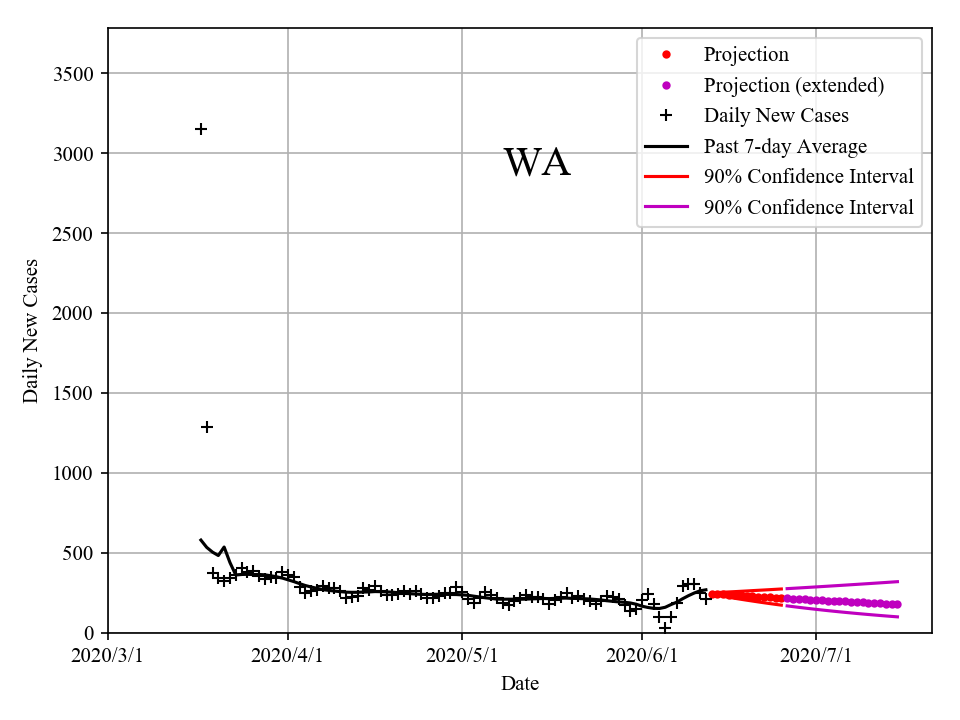 3500
3000
2500
2000
1500
1000
500
0
Daily New Cases
WA
Projection
Projection (extended)
Daily New Cases
Past 7-day Average
90% Confidence Interval
90% Confidence Interval
2020/3/1 2020/4/1 2020/5/1 2020/6/1 2020/7/1
Date